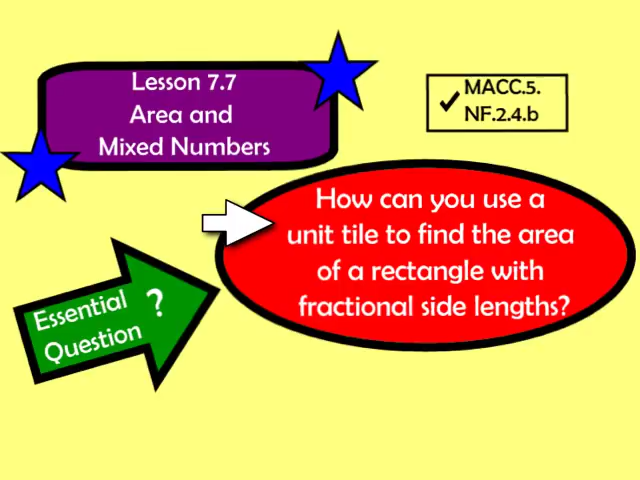 Lesson 7.7
Area and
Mixed Numbers
MACC.5.
NF.2.4.b
How can you use a
unit tile to find the area
of a rectangle with
fractional side lengths?
Essential ?
Question